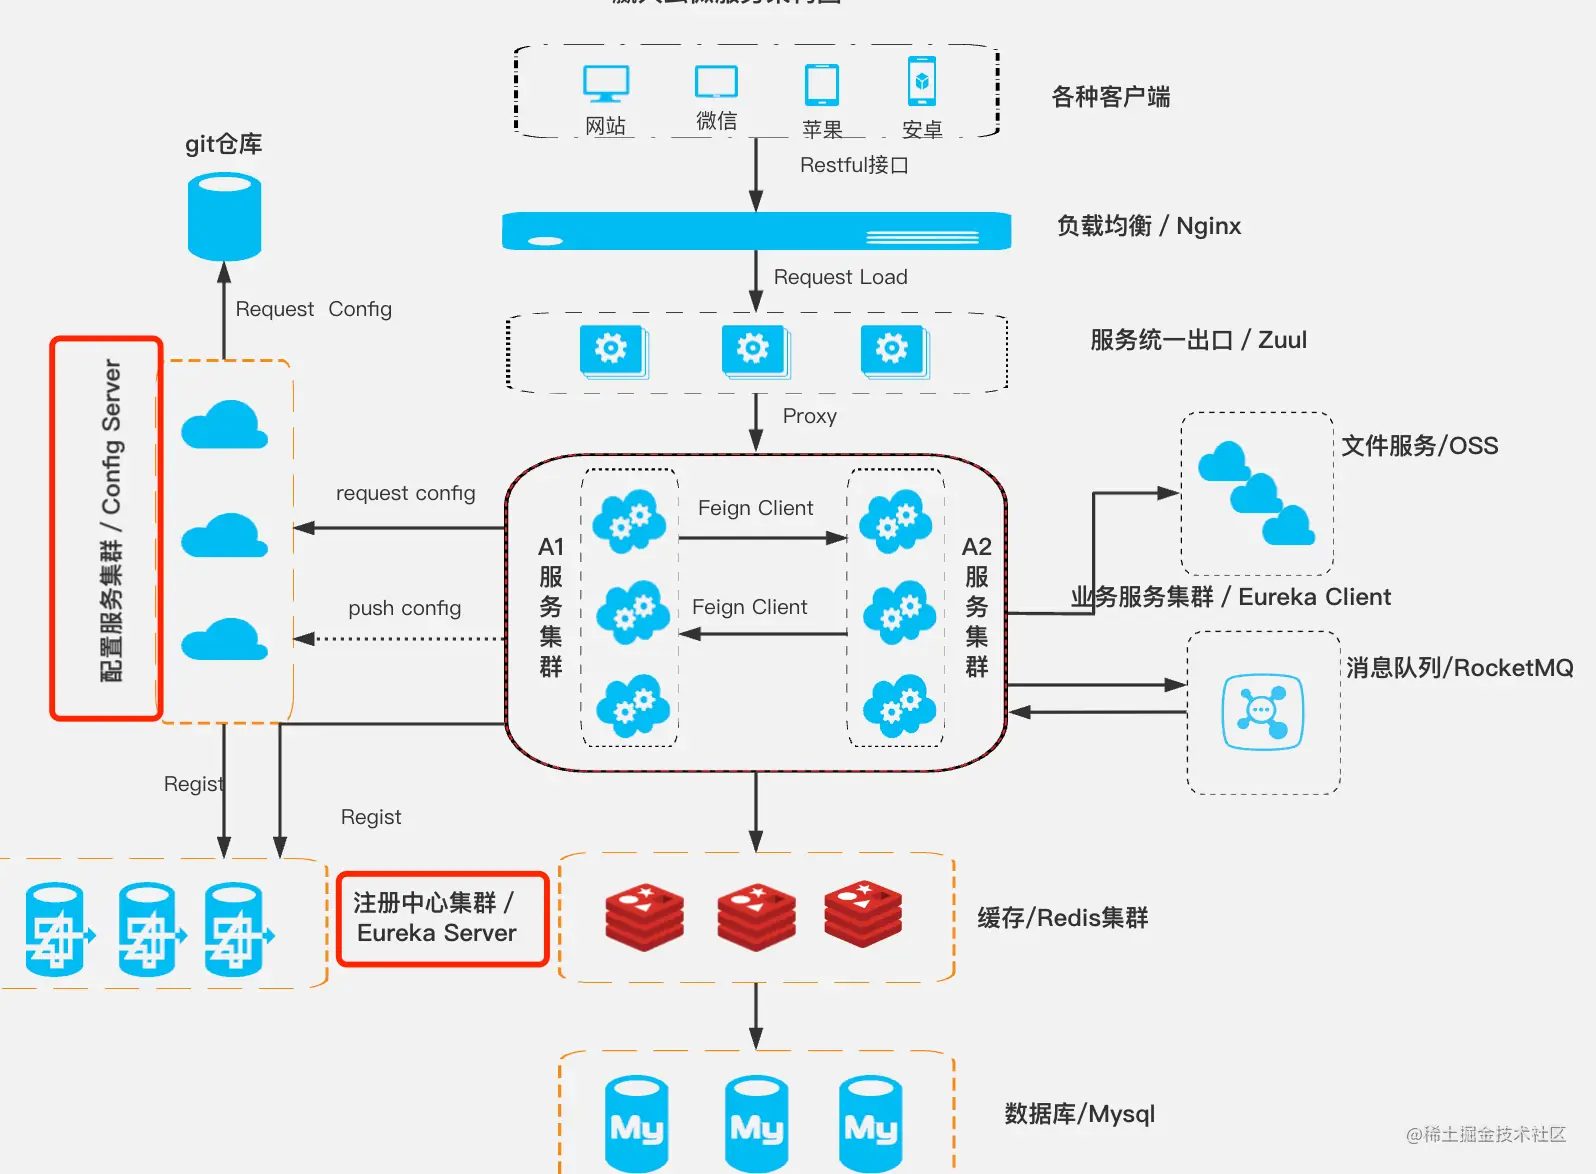 网站
微信
苹果
安卓
各种客户端
git仓库
Restful接口
负载均衡 / Nginx
Request Load
Request Config
服务统一出口 / Zuul
Proxy
配置服务集群 / Config Server
文件服务/OSS
request config
Feign Client
A1
服
务
集
群
A2
服
务
集
群
push config
Feign Client
业务服务集群 / Eureka Client
消息队列/RocketMQ
Regist
Regist
注册中心集群 /
Eureka Server
缓存/Redis集群
My
My
My
数据库/Mysql
@稀土掘金技术社区